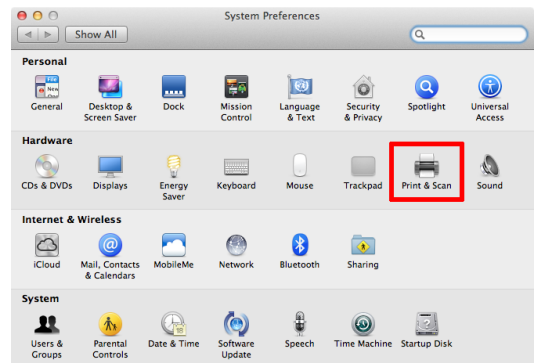 System Preferences
Show All
Personal
General
Desktop &
Screen Saver
Dock
Mission
Control
Language
& Text
Security
& Privacy
Spotlight
Universal
Access
Hardware
CDs & DVDs
Displays
Energy
Saver
Keyboard
Mouse
Trackpad
Print & Scan
Sound
Internet & Wireless
iCloud
Mail, Contacts
& Calendars
MobileMe
Network
Bluetooth
Sharing
System
Users &
Groups
Parental
Controls
Date & Time
Software
Update
Speech
Time Machine
Startup Disk